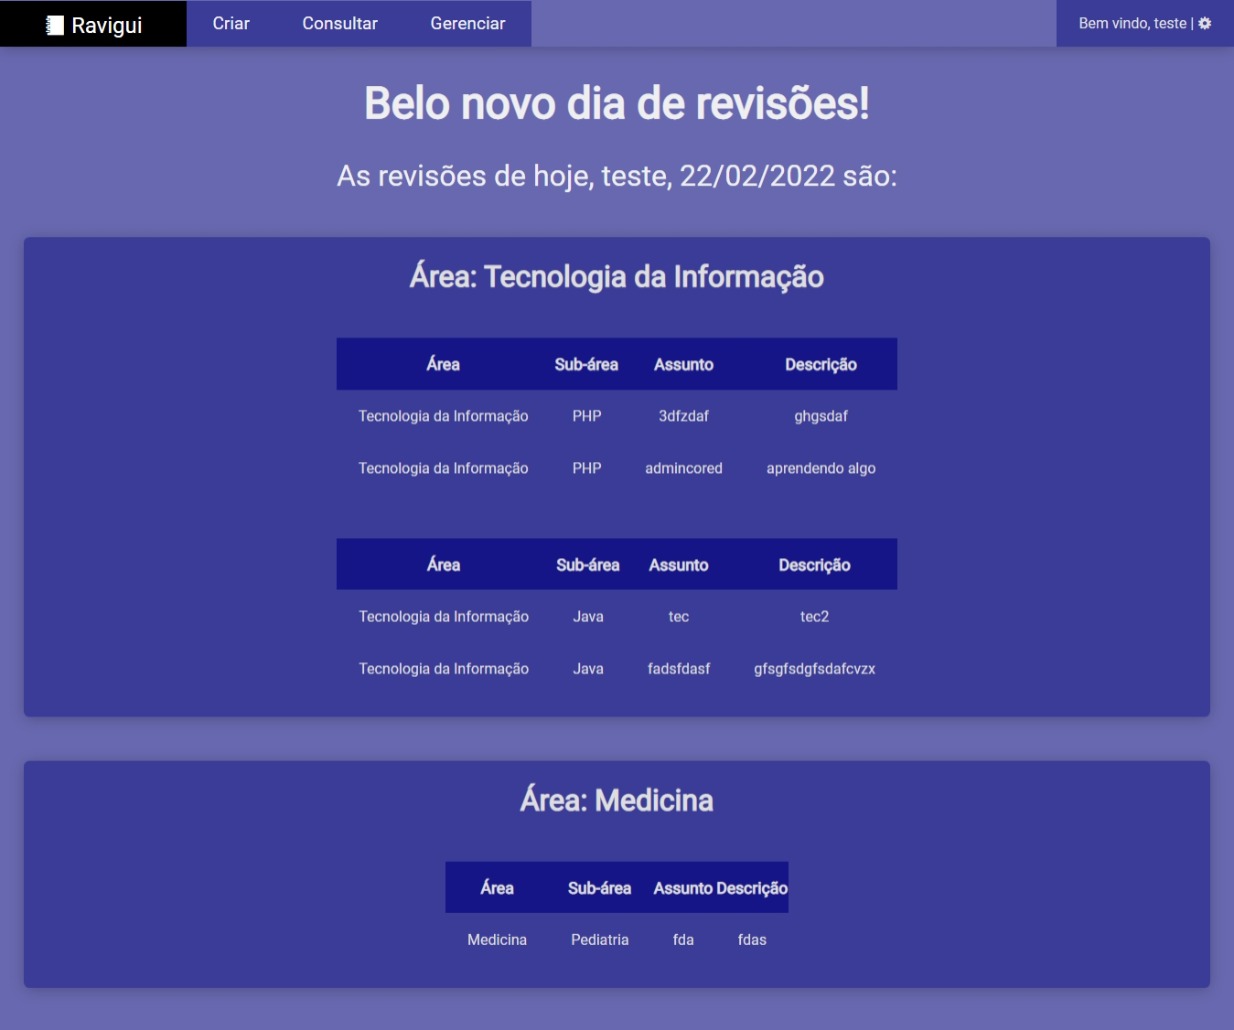 Ravigui Criar Consultar Gerenciar Bem vindo, teste |
Belo novo dia de revisões!
As revisões de hoje, teste, 22/02/2022 são:
Área: Tecnologia da Informação
Área Sub-área Assunto Descrição
Tecnologia da Informação PHP 3dfzdaf ghgsdaf
Tecnologia da Informação PHP admincored aprendendo algo
Área Sub-área Assunto Descrição
Tecnologia da Informação Java tec tec2
Tecnologia da Informação Java fadsfdasf gfsgfsdgfsdafcvzx
Área: Medicina
Área Sub-área Assunto Descrição
Medicina Pediatria fda fdas